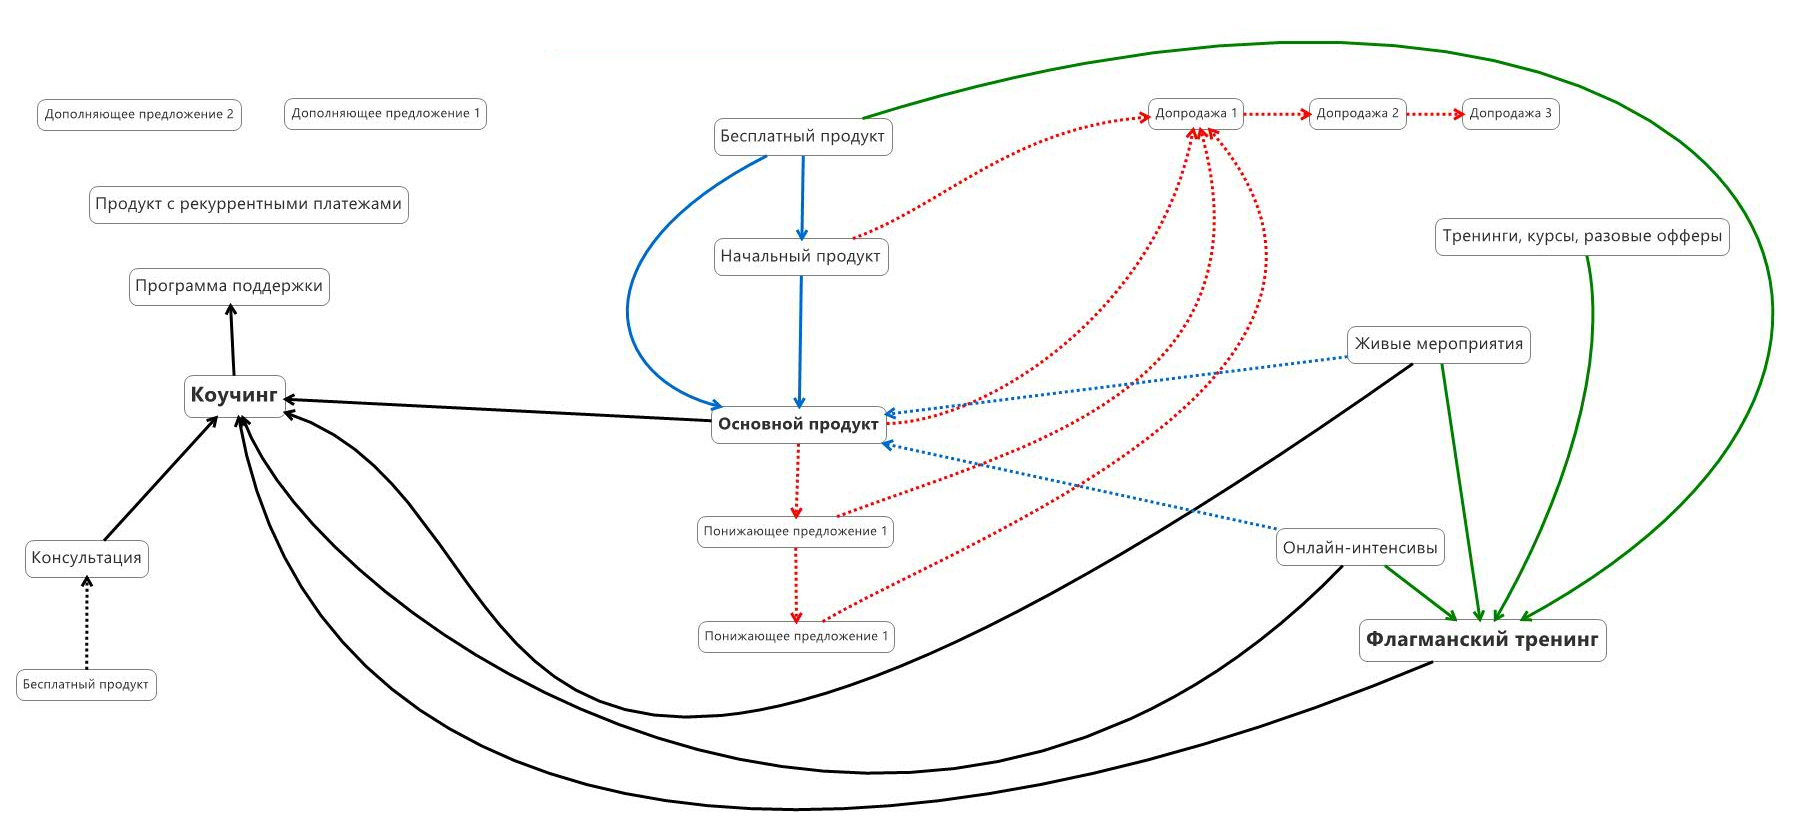 Дополняющее предложение 2
Дополняющее предложение 1
Бесплатный продукт
Допродажа 1
Допродажа 2
Допродажа 3
Продукт с рекуррентными платежами
Начальный продукт
Тренинги, курсы, разовые офферы
Программа поддержки
Живые мероприятия
Коучинг
Основной продукт
Понижающее предложение 1
Консультация
Онлайн-интенсивы
Понижающее предложение 1
Флагманский тренинг
Бесплатный продукт